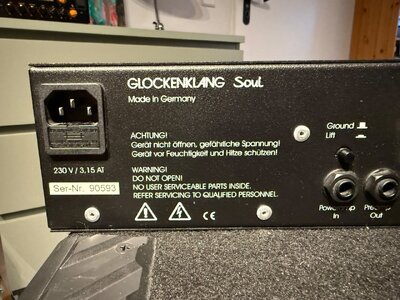 GLOCKENKLANG Soul
Made in Germany
ACHTUNG!
Gerät nicht öffnen, gefährliche Spannung!
Gerät vor Feuchtigkeit und Hitze schützen!
230 V / 3,15 AT
Ser-Nr. 90593
WARNING!
DO NOT OPEN!
NO USER SERVICEABLE PARTS INSIDE.
REFER SERVICING TO QUALIFIED PERSONNEL.
CE
Ground
Lift
In
Out